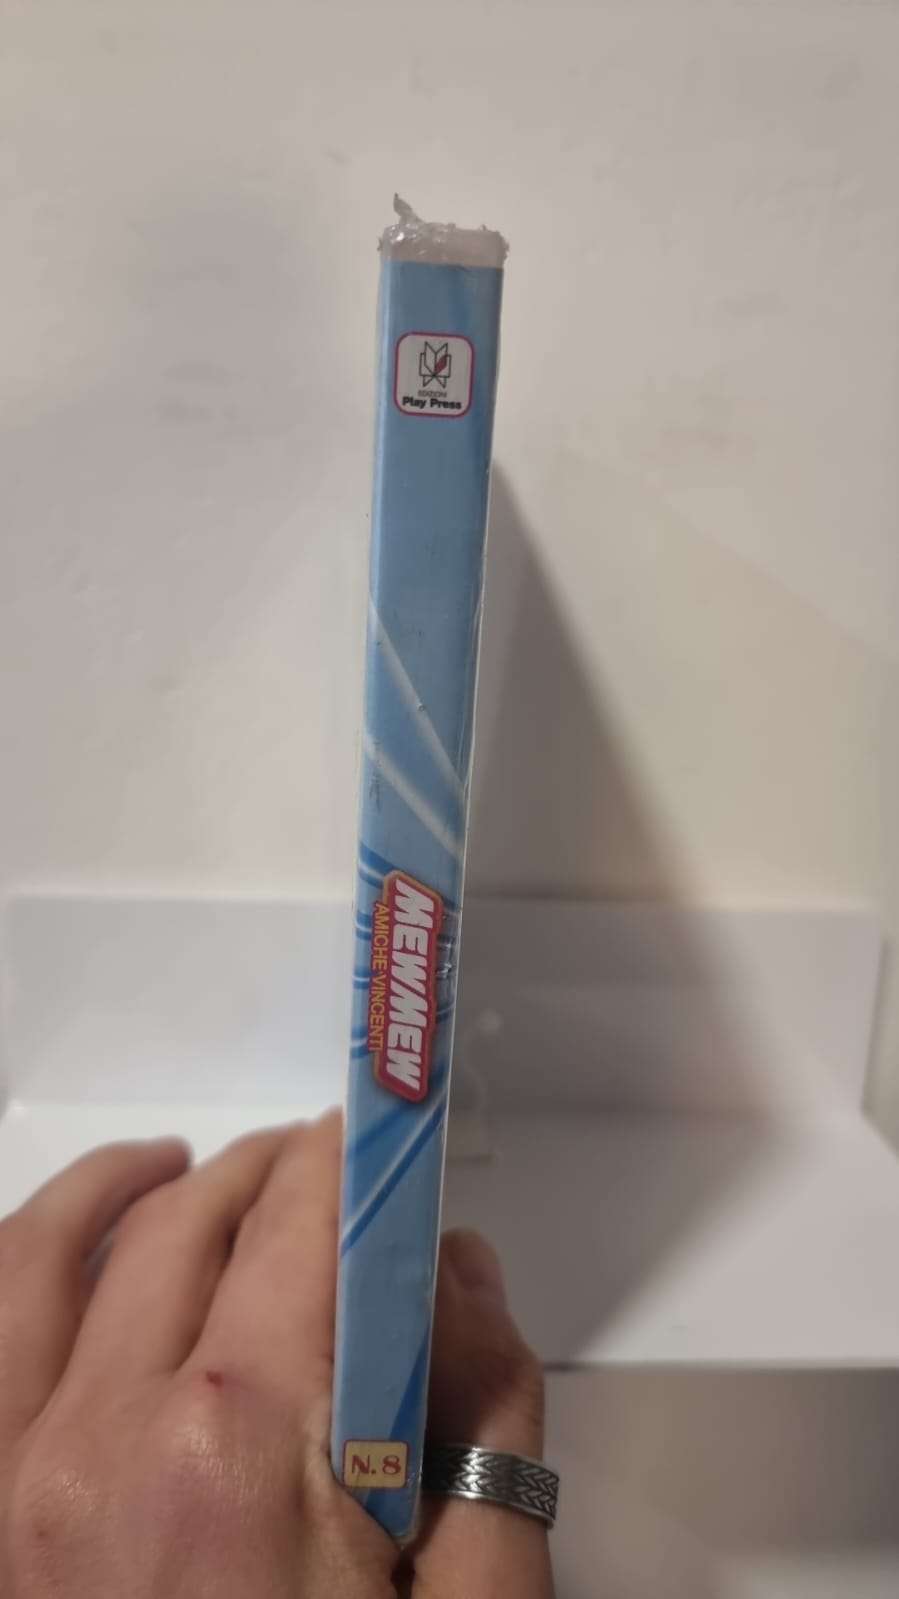 EDIZIONI
Play Press
MEWMEW
AMICHE VINCENTI
N.8